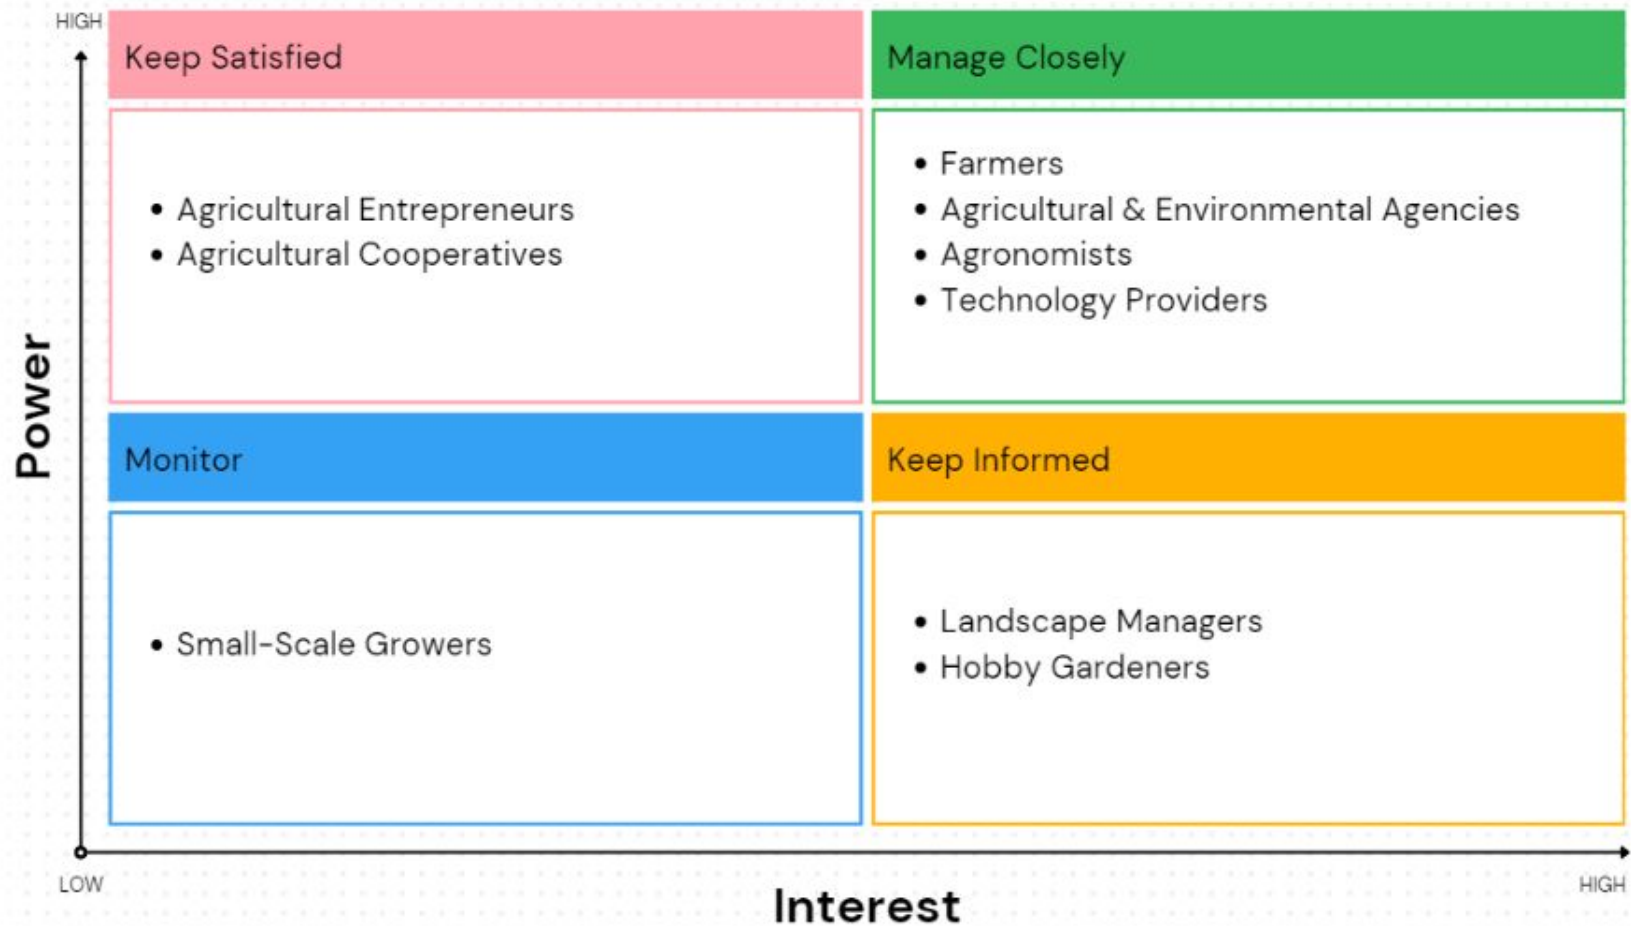 HIGH
Keep Satisfied
Manage Closely
• Agricultural Entrepreneurs
• Agricultural Cooperatives
• Farmers
• Agricultural & Environmental Agencies
• Agronomists
• Technology Providers
Power
Monitor
Keep Informed
• Small-Scale Growers
• Landscape Managers
• Hobby Gardeners
LOW
Interest
HIGH